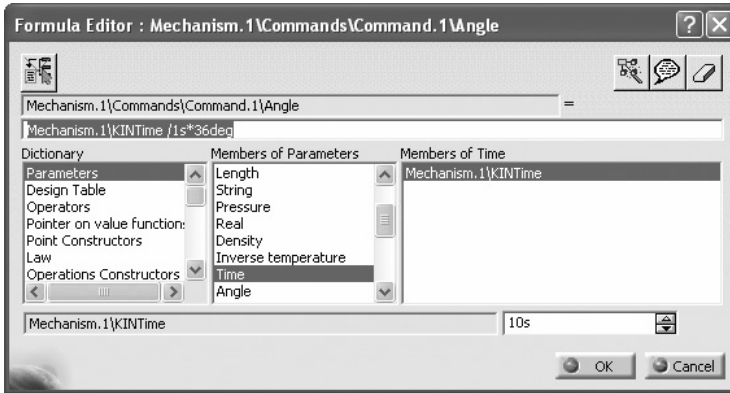 Formula Editor : Mechanism.1\Commands\Command.1\Angle
Mechanism.1\Commands\Command.1\Angle =
Mechanism.1\KINTime /1s*36deg
Dictionary Members of Parameters Members of Time
Parameters Length Mechanism.1\KINTime
Design Table String
Operators Pressure
Pointer on value function: Real
Point Constructors Density
Law Inverse temperature
Operations Constructors Time
Angle
Mechanism.1\KINTime 10s
OK Cancel